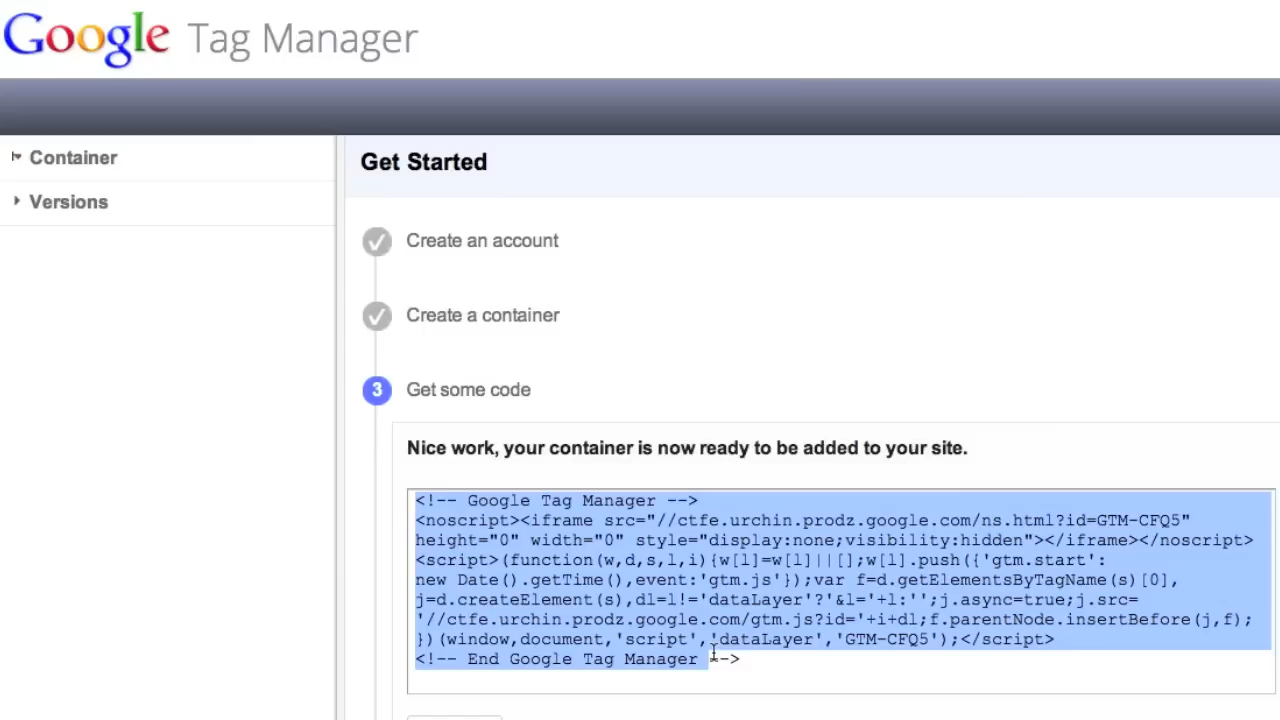 Google Tag Manager
Container
Versions
Get Started
Create an account
Create a container
3 Get some code
Nice work, your container is now ready to be added to your site.
<!-- Google Tag Manager -->
<noscript><iframe src="//ctfe.urchin.prodz.google.com/ns.html?id=GTM-CFQ5"
height="0" width="0" style="display:none;visibility:hidden"></iframe></noscript>
<script>(function(w,d,s,l,i){w[l]=w[l]||[];w[l].push({'gtm.start':
new Date().getTime(),event:'gtm.js'});var f=d.getElementsByTagName(s)[0],
j=d.createElement(s),dl=l!='dataLayer'?'&l='+l:'';j.async=true;j.src=
'//ctfe.urchin.prodz.google.com/gtm.js?id='+i+dl;f.parentNode.insertBefore(j,f);
})(window,document,'script','dataLayer','GTM-CFQ5');</script>
<!-- End Google Tag Manager -->